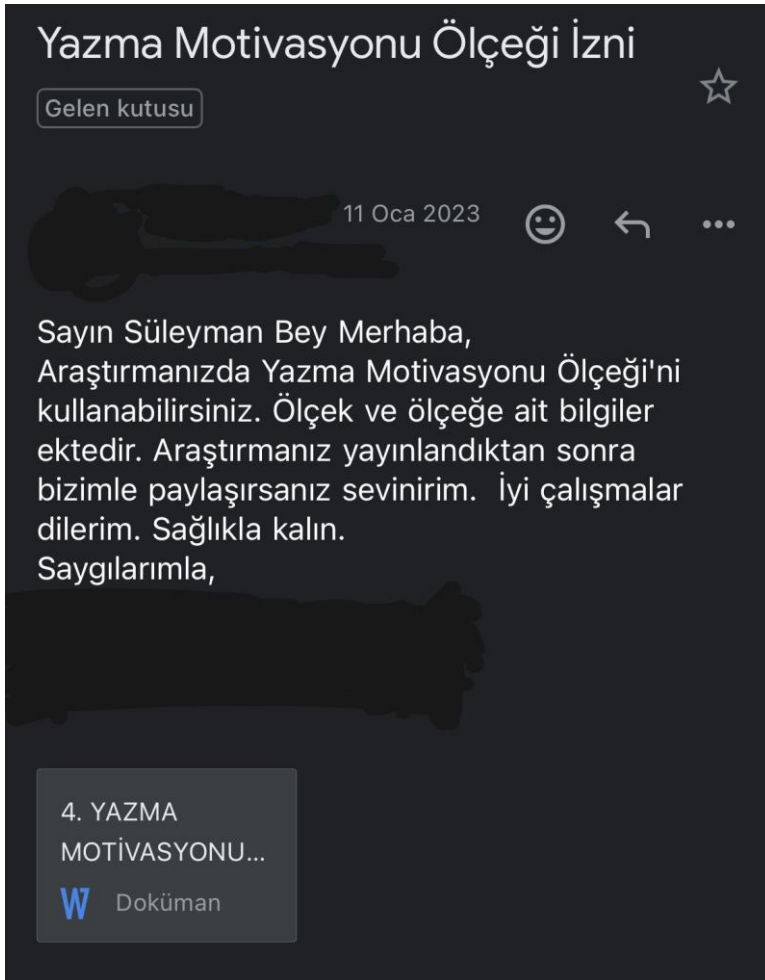 Yazma Motivasyonu Ölçeği İzni
Gelen kutusu
11 Oca 2023
Sayın Süleyman Bey Merhaba,
Araştırmanızda Yazma Motivasyonu Ölçeği'ni
kullanabilirsiniz. Ölçek ve ölçeğe ait bilgiler
ektedir. Araştırmanız yayınlandıktan sonra
bizimle paylaşırsanız sevinirim.  İyi çalışmalar
dilerim. Sağlıkla kalın.
Saygılarımla,
4. YAZMA
MOTİVASYONU...
W Doküman